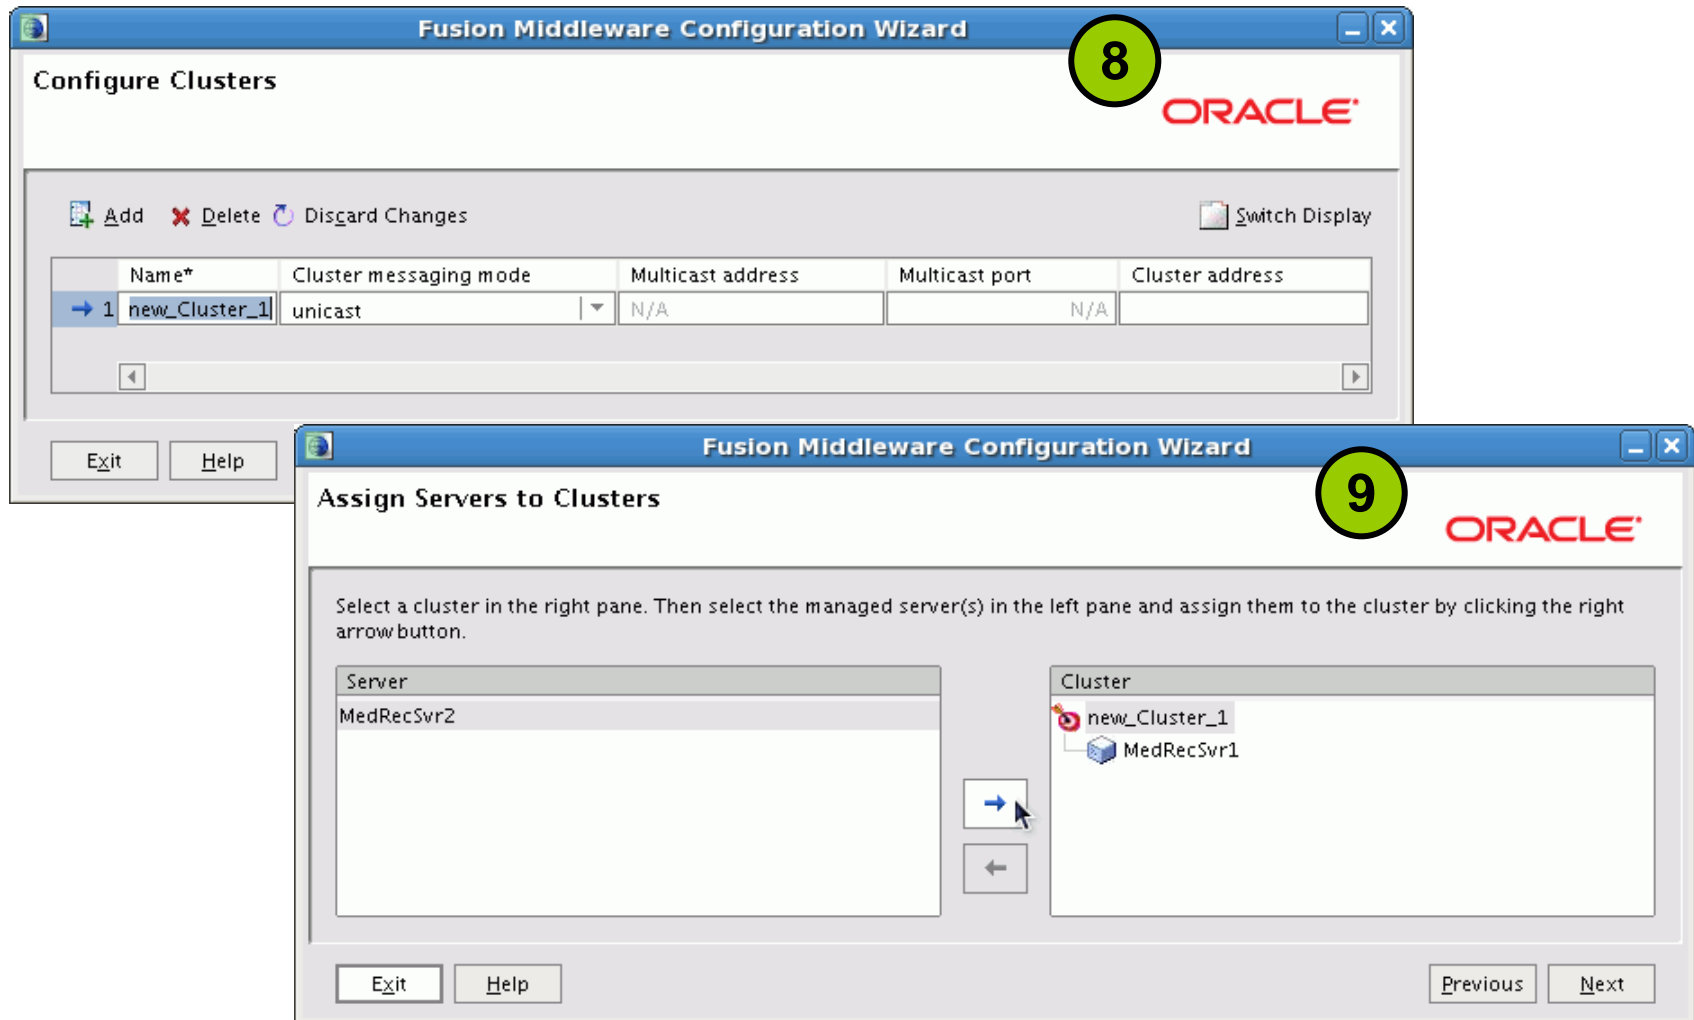 Fusion Middleware Configuration Wizard
8
Configure Clusters
ORACLE
Add Delete Discard Changes Switch Display
Name* Cluster messaging mode Multicast address Multicast port Cluster address
1 new_Cluster_1 unicast N/A N/A
Exit Help
Fusion Middleware Configuration Wizard
9
Assign Servers to Clusters
ORACLE
Select a cluster in the right pane. Then select the managed server(s) in the left pane and assign them to the cluster by clicking the right
arrow button.
Server
MedRecSvr2
Cluster
new_Cluster_1
MedRecSvr1
Exit Help Previous Next